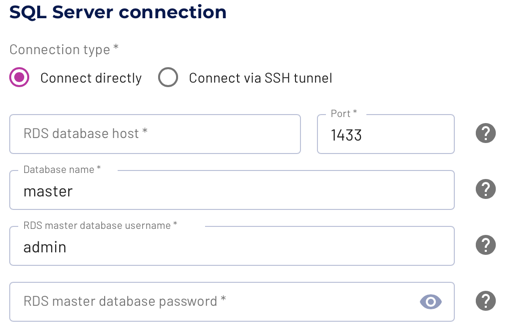 SQL Server connection
Connection type *
Connect directly Connect via SSH tunnel
RDS database host * Port * 1433 ?
Database name *
master ?
RDS master database username *
admin ?
RDS master database password * ?